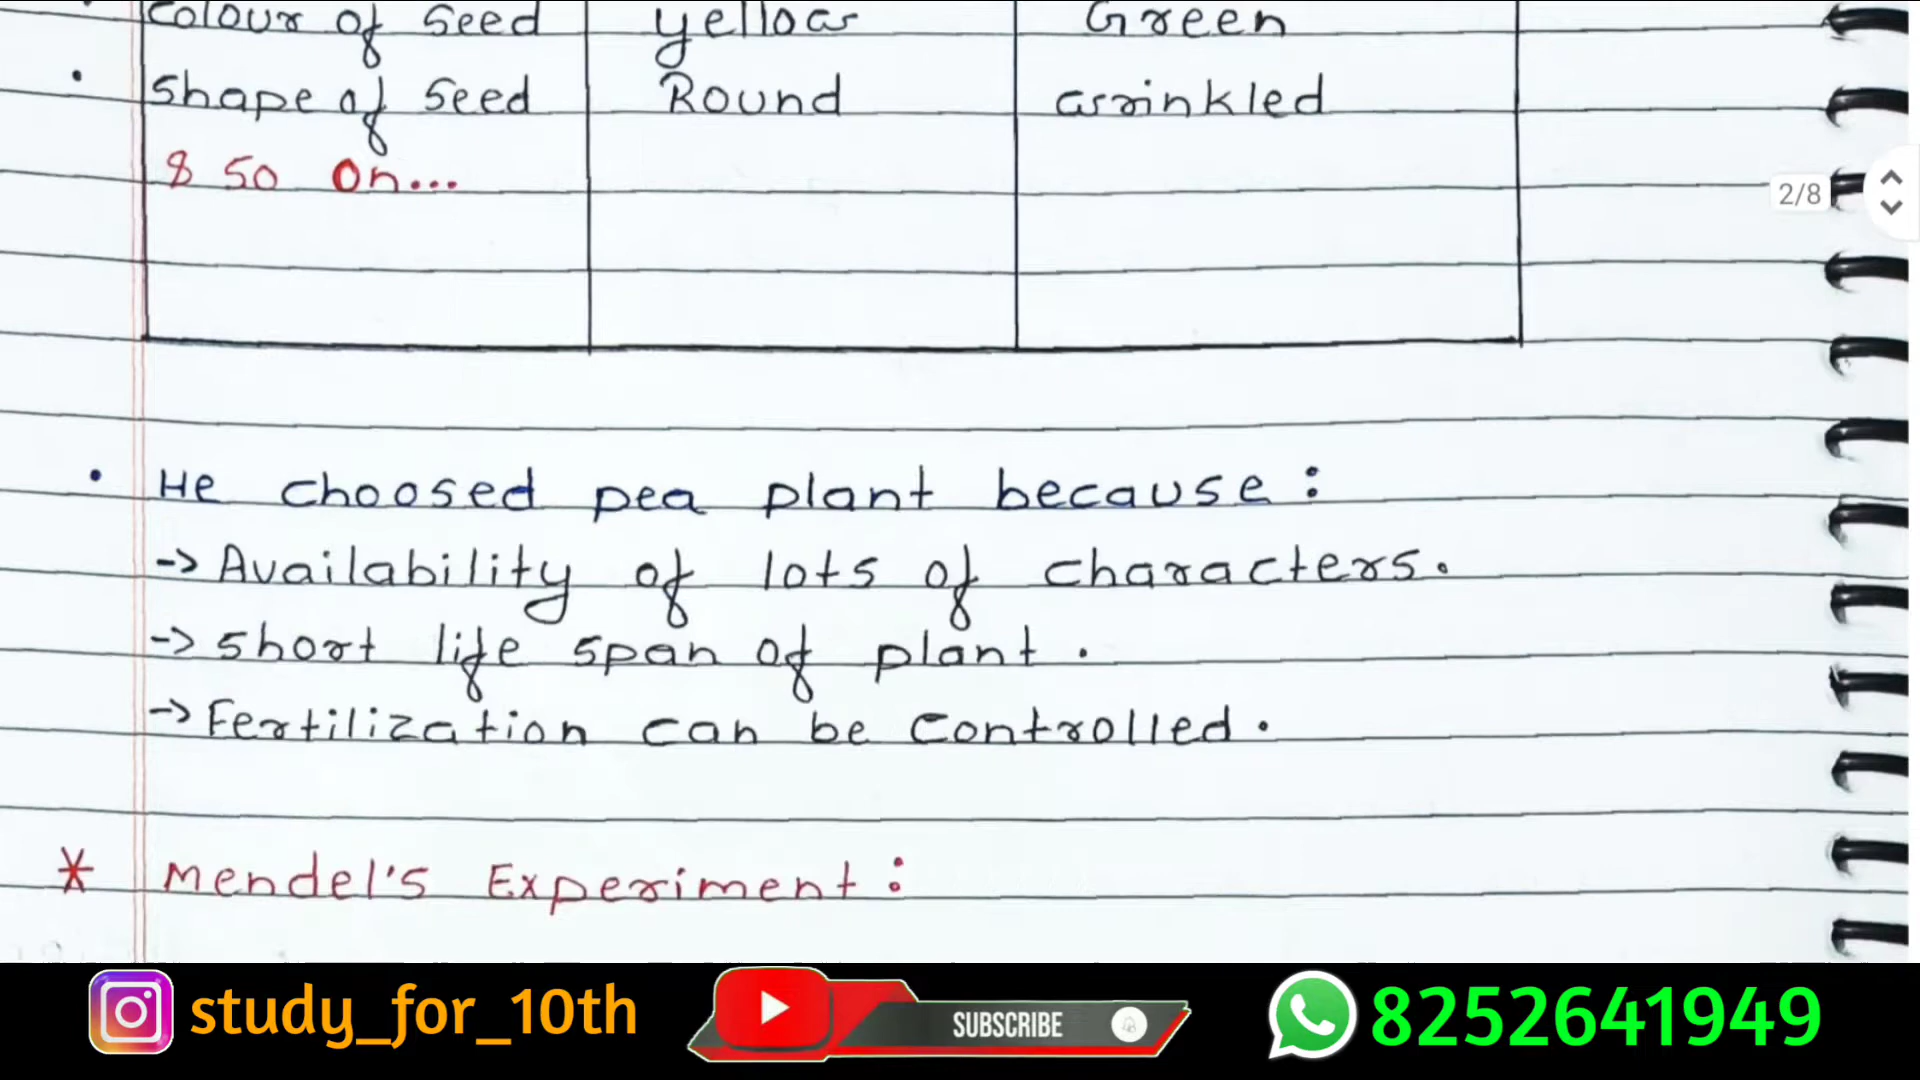 Colour of Seed Yellow Green
• Shape of Seed Round wrinkled
& so on...
2/8
• He choosed pea plant because :
-> Availability of lots of characters.
-> Short life span of plant .
-> Fertilization can be controlled .
* Mendel's Experiment :
study_for_10th SUBSCRIBE 8252641949